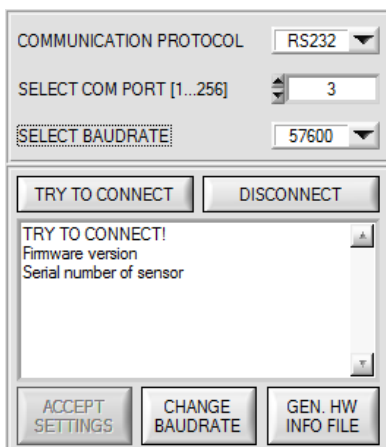 COMMUNICATION PROTOCOL RS232
SELECT COM PORT [1...256] 3
SELECT BAUDRATE 57600
TRY TO CONNECT DISCONNECT
TRY TO CONNECT!
Firmware version
Serial number of sensor
ACCEPT SETTINGS
CHANGE BAUDRATE
GEN. HW INFO FILE